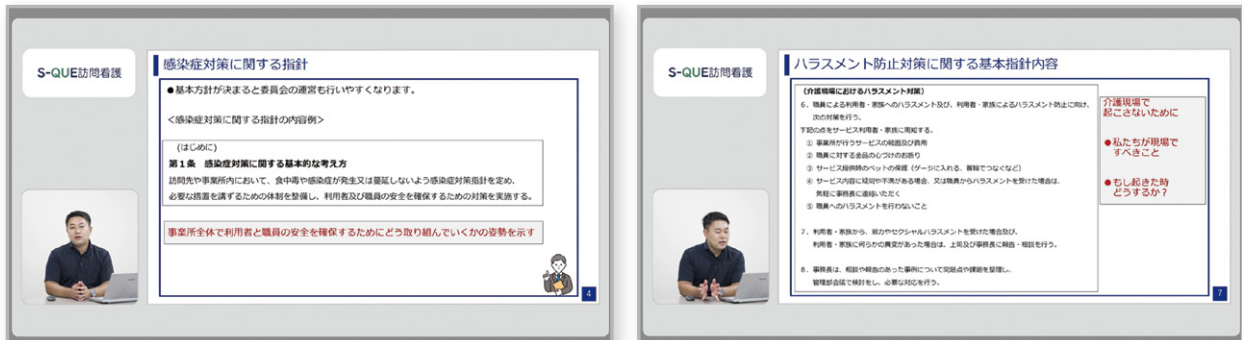 S-QUE訪問看護
感染症対策に関する指針
●基本方針が決まると委員会の運営も行いやすくなります。
<感染症対策に関する指針の内容例>
(はじめに)
第1条 感染症対策に関する基本的な考え方
訪問先や事業所内において、食中毒や感染症が発生又は蔓延しないよう感染症対策指針を定め、
必要な措置を講ずるための体制を整備し、利用者及び職員の安全を確保するための対策を実施する。
事業所全体で利用者と職員の安全を確保するためにどう取り組んでいくかの姿勢を示す
4
S-QUE訪問看護
ハラスメント防止対策に関する基本指針内容
(介護現場におけるハラスメント対策)
6.職員による利用者・家族へのハラスメント及び、利用者・家族によるハラスメント防止に向け、
次の対策を行う。
下記の点をサービス利用者・家族に周知する。
① 事業所が行うサービスの範囲及び費用
② 職員に対する金品の心づけのお断り
③ サービス提供時のペットの保護(ゲージに入れる、首輪でつなぐなど)
④ サービス内容に疑問や不満がある場合、又は職員からハラスメントを受けた場合は、
気軽に事務長に連絡いただく
⑤ 職員へのハラスメントを行わないこと
7.利用者・家族から、暴力やセクシャルハラスメントを受けた場合及び、
利用者・家族に何らかの異変があった場合は、上司及び事務長に報告・相談を行う。
8.事務長は、相談や報告のあった事例について問題点や課題を整理し、
管理部会議で検討をし、必要な対応を行う。
介護現場で
起こさないために
●私たちが現場で
すべきこと
●もし起きた時
どうするか?
7